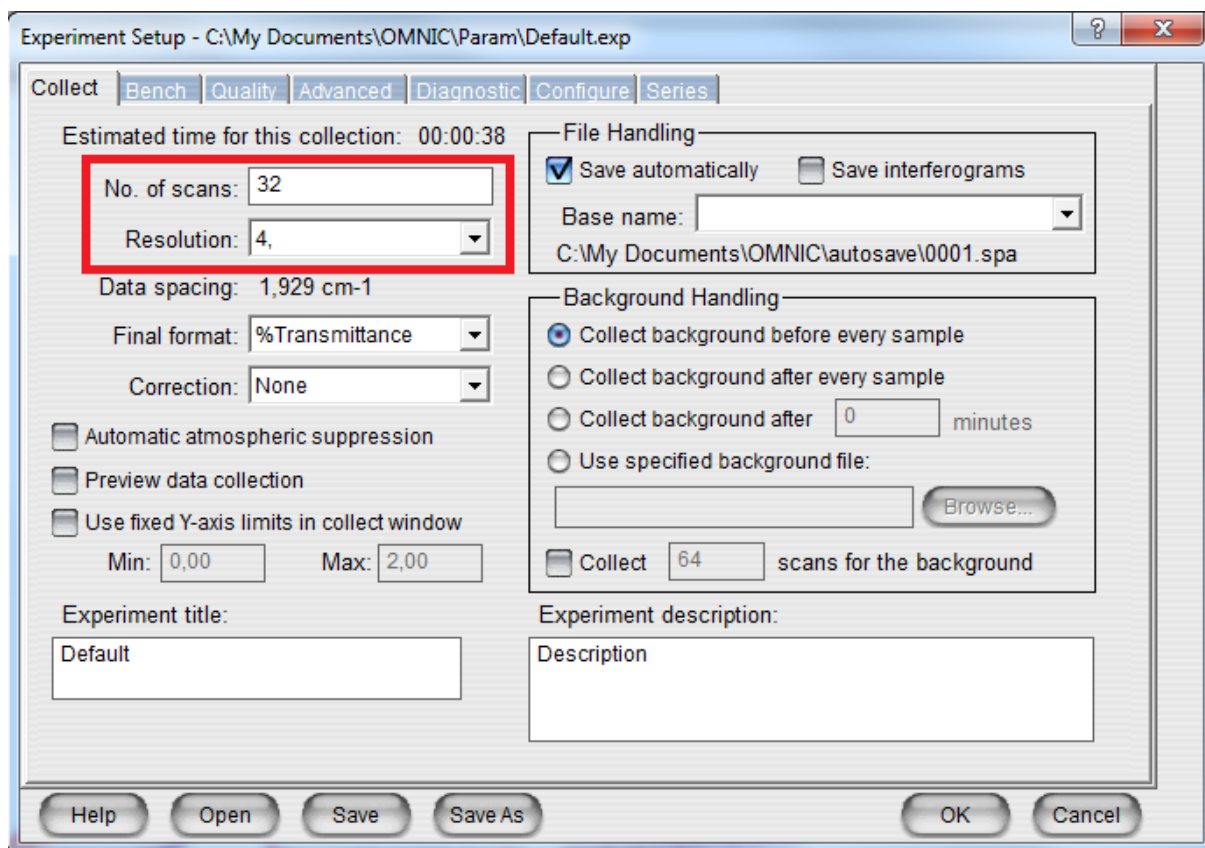 Experiment Setup - C:\My Documents\OMNIC\Param\Default.exp
Collect Bench Quality Advanced Diagnostic Configure Series
Estimated time for this collection: 00:00:38
No. of scans: 32
Resolution: 4,
Data spacing: 1,929 cm-1
Final format: %Transmittance
Correction: None
Automatic atmospheric suppression
Preview data collection
Use fixed Y-axis limits in collect window
Min: 0,00 Max: 2,00
Experiment title:
Default
File Handling
Save automatically Save interferograms
Base name:
C:\My Documents\OMNIC\autosave\0001.spa
Background Handling
Collect background before every sample
Collect background after every sample
Collect background after 0 minutes
Use specified background file:
Browse...
Collect 64 scans for the background
Experiment description:
Description
Help Open Save Save As OK Cancel